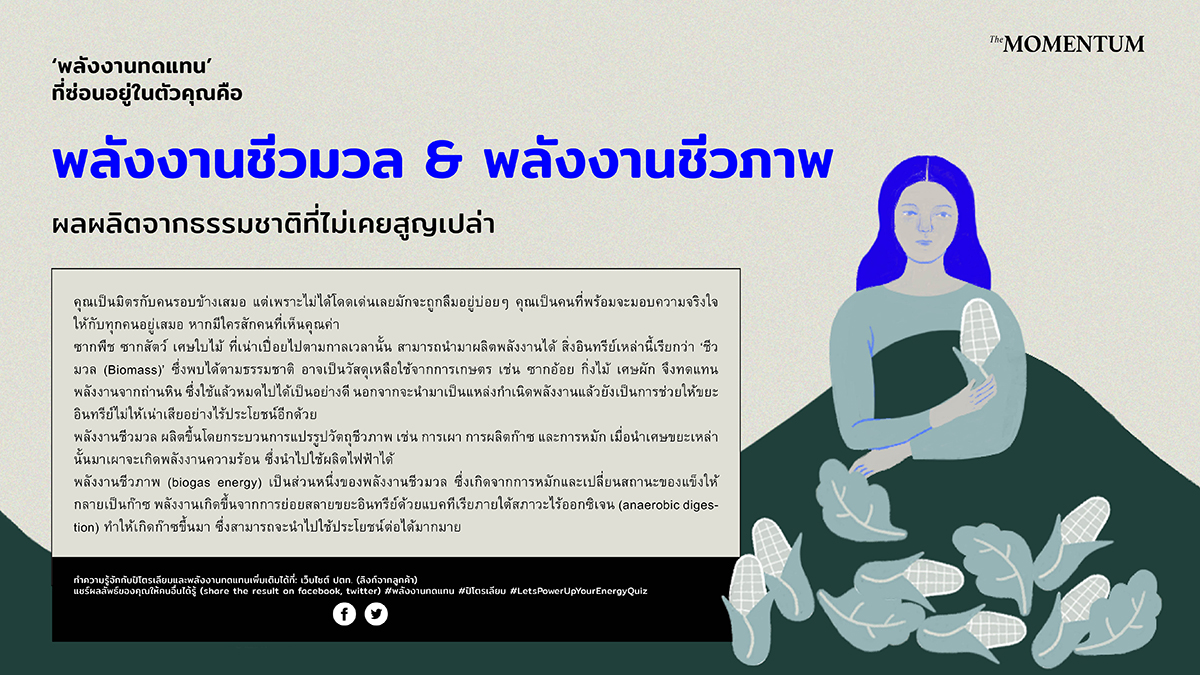 The MOMENTUM
‘พลังงานทดแทน’
ที่ซ่อนอยู่ในตัวคุณคือ
พลังงานชีวมวล & พลังงานชีวภาพ
ผลผลิตจากธรรมชาติที่ไม่เคยสูญเปล่า
คุณเป็นมิตรกับคนรอบข้างเสมอ แต่เพราะไม่ได้โดดเด่นเลยมักจะถูกลืมอยู่บ่อยๆ คุณเป็นคนที่พร้อมจะมอบความจริงใจ
ให้กับทุกคนอยู่เสมอ หากมีใครสักคนที่เห็นคุณค่า
ซากพืช ซากสัตว์ เศษใบไม้ ที่เน่าเปื่อยไปตามกาลเวลานั้น สามารถนำมาผลิตพลังงานได้ สิ่งอินทรีย์เหล่านี้เรียกว่า ‘ชีว
มวล (Biomass)’ ซึ่งพบได้ตามธรรมชาติ อาจเป็นวัสดุเหลือใช้จากการเกษตร เช่น ซากอ้อย กิ่งไม้ เศษผัก จึงทดแทน
พลังงานจากถ่านหิน ซึ่งใช้แล้วหมดไปได้เป็นอย่างดี นอกจากจะนำมาเป็นแหล่งกำเนิดพลังงานแล้วยังเป็นการช่วยให้ขยะ
อินทรีย์ไม่ให้เน่าเสียอย่างไร้ประโยชน์อีกด้วย
พลังงานชีวมวล ผลิตขึ้นโดยกระบวนการแปรรูปวัตถุชีวภาพ เช่น การเผา การผลิตก๊าซ และการหมัก เมื่อนำเศษขยะเหล่า
นั้นมาเผาจะเกิดพลังงานความร้อน ซึ่งนำไปใช้ผลิตไฟฟ้าได้
พลังงานชีวภาพ (biogas energy) เป็นส่วนหนึ่งของพลังงานชีวมวล ซึ่งเกิดจากการหมักและเปลี่ยนสถานะของแข็งให้
กลายเป็นก๊าซ พลังงานเกิดขึ้นจากการย่อยสลายขยะอินทรีย์ด้วยแบคทีเรียภายใต้สภาวะไร้ออกซิเจน (anaerobic diges-
tion) ทำให้เกิดก๊าซขึ้นมา ซึ่งสามารถจะนำไปใช้ประโยชน์ต่อได้มากมาย
ทำความรู้จักกับปิโตรเลียมและพลังงานทดแทนเพิ่มเติมได้ที่: เว็บไซต์ ปตท. (ลิงก์จากลูกค้า)
แชร์ผลลัพธ์ของคุณให้คนอื่นได้รู้ (share the result on facebook, twitter) #พลังงานทดแทน #ปิโตรเลียม #LetsPowerUpYourEnergyQuiz